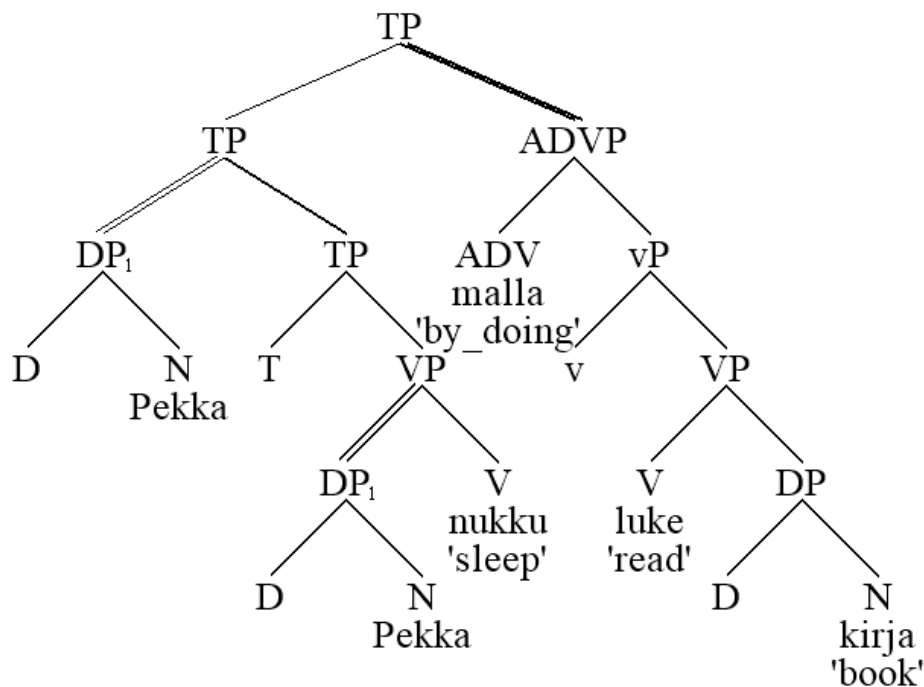 TP
TP ADVP
DP₁ TP ADV vP
malla
'by_doing'
D N T VP v VP
Pekka
DP₁ V V DP
nukku luke
'sleep' 'read'
D N D N
Pekka kirja
'book'